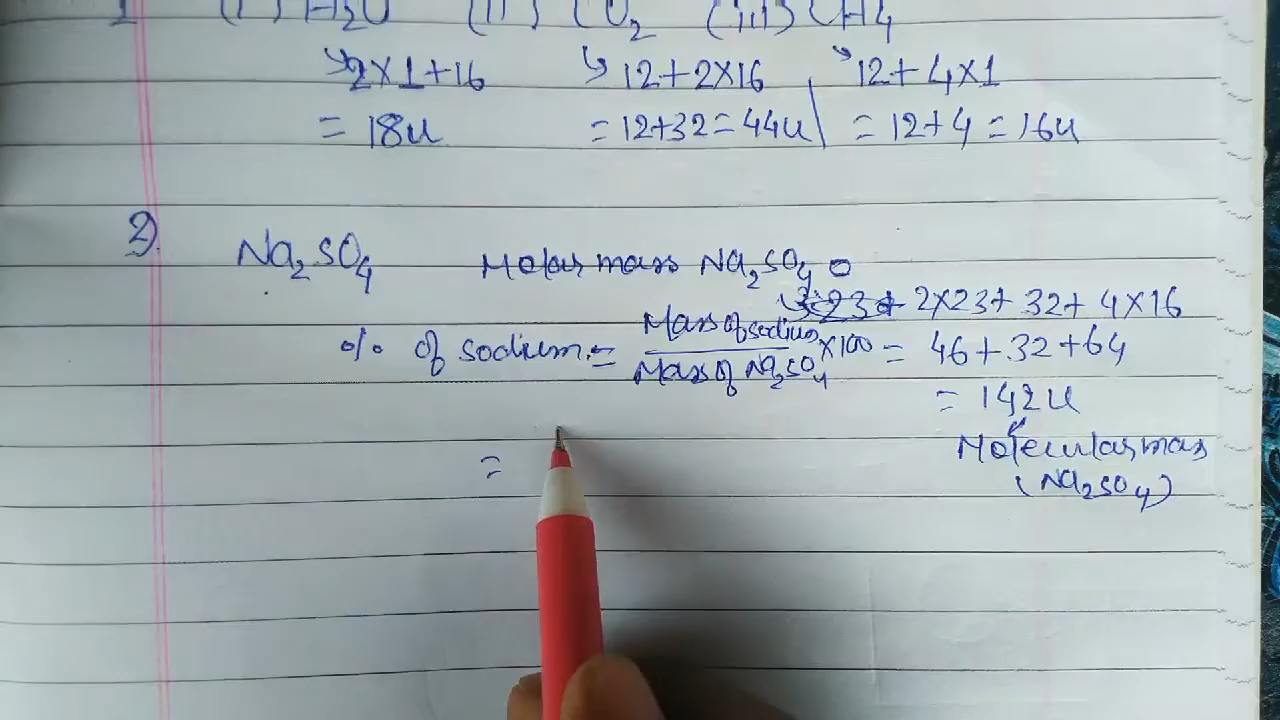 1 (i) H2O (ii) CO2 (iii) CH4
2×1+16 12+2×16 12+4×1
= 18u =12+32=44u = 12+4=16u
2) Na2SO4 Molar mass Na2SO4
2×23+32+4×16
% of sodium = Mass of sodium / Mass of Na2SO4 ×100 = 46+32+64
= 142u
= Molecular mass
(Na2SO4)